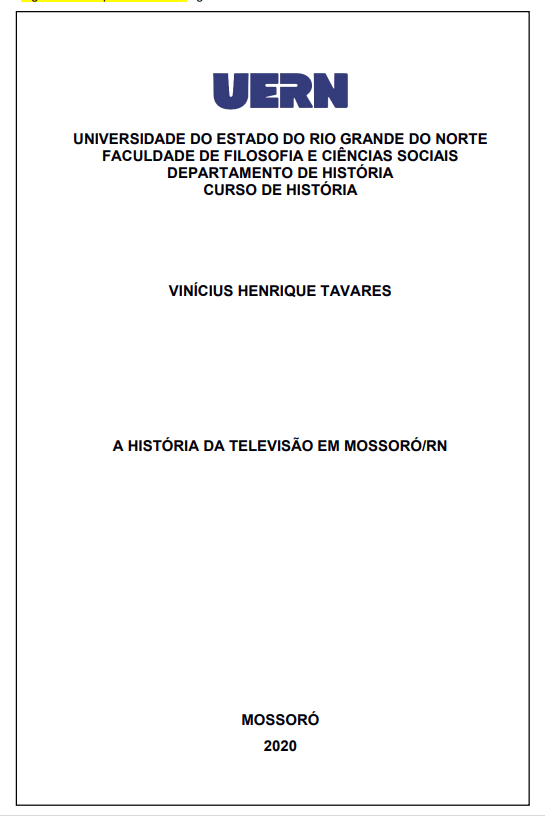 UERN
UNIVERSIDADE DO ESTADO DO RIO GRANDE DO NORTE
FACULDADE DE FILOSOFIA E CIÊNCIAS SOCIAIS
DEPARTAMENTO DE HISTÓRIA
CURSO DE HISTÓRIA
VINÍCIUS HENRIQUE TAVARES
A HISTÓRIA DA TELEVISÃO EM MOSSORÓ/RN
MOSSORÓ
2020